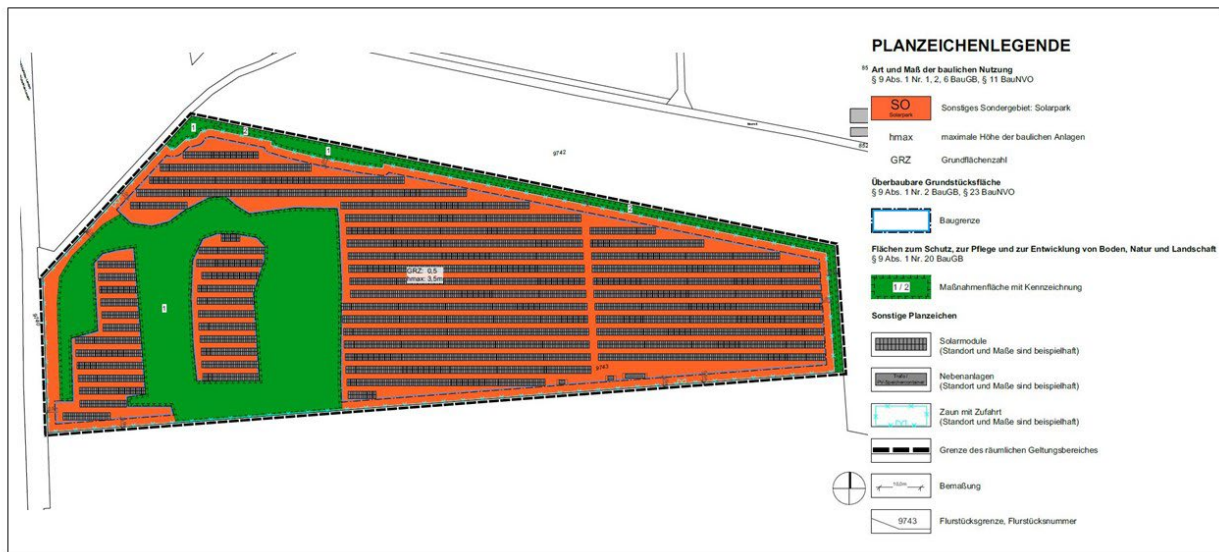 1
2
1
9742
GRZ: 0,5
hmax: 3,5m
1
9743
PLANZEICHENLEGENDE
Art und Maß der baulichen Nutzung
§ 9 Abs. 1 Nr. 1, 2, 6 BauGB, § 11 BauNVO
SO
Solarpark
Sonstiges Sondergebiet: Solarpark
hmax
maximale Höhe der baulichen Anlagen
GRZ
Grundflächenzahl
Überbaubare Grundstücksfläche
§ 9 Abs. 1 Nr. 2 BauGB, § 23 BauNVO
Baugrenze
Flächen zum Schutz, zur Pflege und zur Entwicklung von Boden, Natur und Landschaft
§ 9 Abs. 1 Nr. 20 BauGB
1 / 2
Maßnahmenfläche mit Kennzeichnung
Sonstige Planzeichen
Solarmodule
(Standort und Maße sind beispielhaft)
Nebenanlagen
(Standort und Maße sind beispielhaft)
Zaun mit Zufahrt
(Standort und Maße sind beispielhaft)
Grenze des räumlichen Geltungsbereiches
Bemaßung
9743
Flurstücksgrenze, Flurstücksnummer